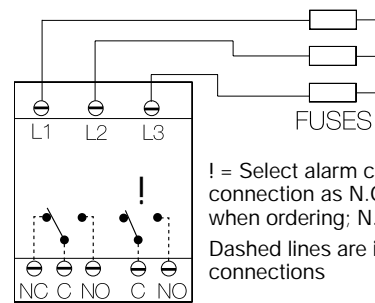 FUSES
L1 L2 L3
!
! = Select alarm
connection as
when ordering;
Dashed lines are
connections
NC C NO C NO